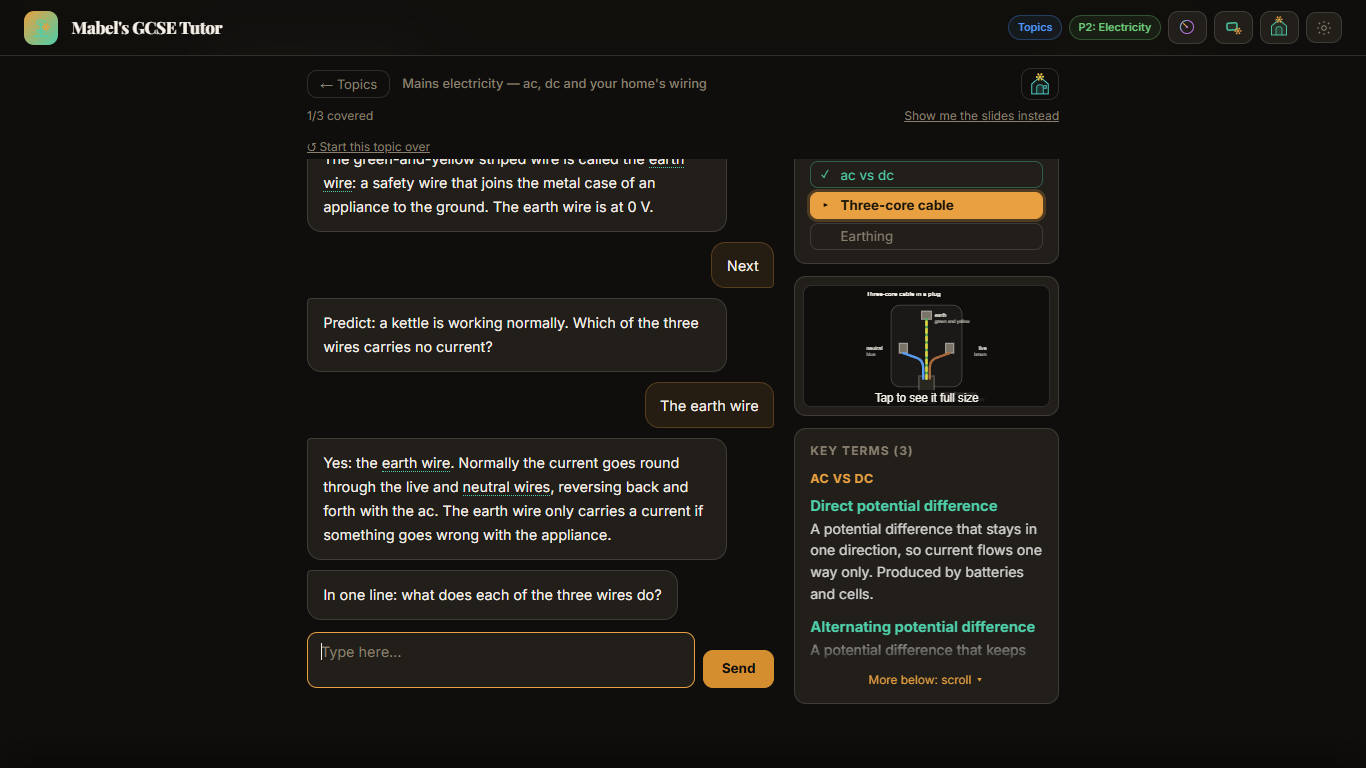 Mabel's GCSE Tutor
Topics
P2: Electricity
← Topics
Mains electricity — ac, dc and your home's wiring
1/3 covered
Show me the slides instead
↺ Start this topic over
The green-and-yellow striped wire is called the earth
wire: a safety wire that joins the metal case of an
appliance to the ground. The earth wire is at 0 V.
Next
Predict: a kettle is working normally. Which of the three
wires carries no current?
The earth wire
Yes: the earth wire. Normally the current goes round
through the live and neutral wires, reversing back and
forth with the ac. The earth wire only carries a current if
something goes wrong with the appliance.
In one line: what does each of the three wires do?
Type here...
Send
✓ ac vs dc
▸ Three-core cable
Earthing
Three-core cable in a plug
earth
green and yellow
neutral
blue
live
brown
Tap to see it full size
KEY TERMS (3)
AC VS DC
Direct potential difference
A potential difference that stays in
one direction, so current flows one
way only. Produced by batteries
and cells.
Alternating potential difference
A potential difference that keeps
More below: scroll ▾